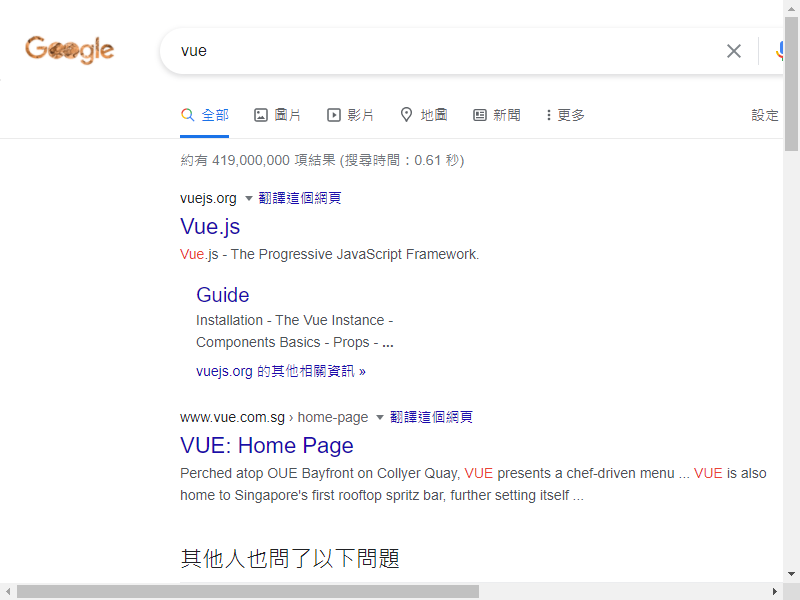 Google
vue
全部 圖片 影片 地圖 新聞 更多 設定
約有 419,000,000 項結果 (搜尋時間：0.61 秒)
vuejs.org 翻譯這個網頁
Vue.js
Vue.js - The Progressive JavaScript Framework.
Guide
Installation - The Vue Instance -
Components Basics - Props - ...
vuejs.org 的其他相關資訊 »
www.vue.com.sg › home-page 翻譯這個網頁
VUE: Home Page
Perched atop OUE Bayfront on Collyer Quay, VUE presents a chef-driven menu ... VUE is also
home to Singapore's first rooftop spritz bar, further setting itself ...
其他人也問了以下問題